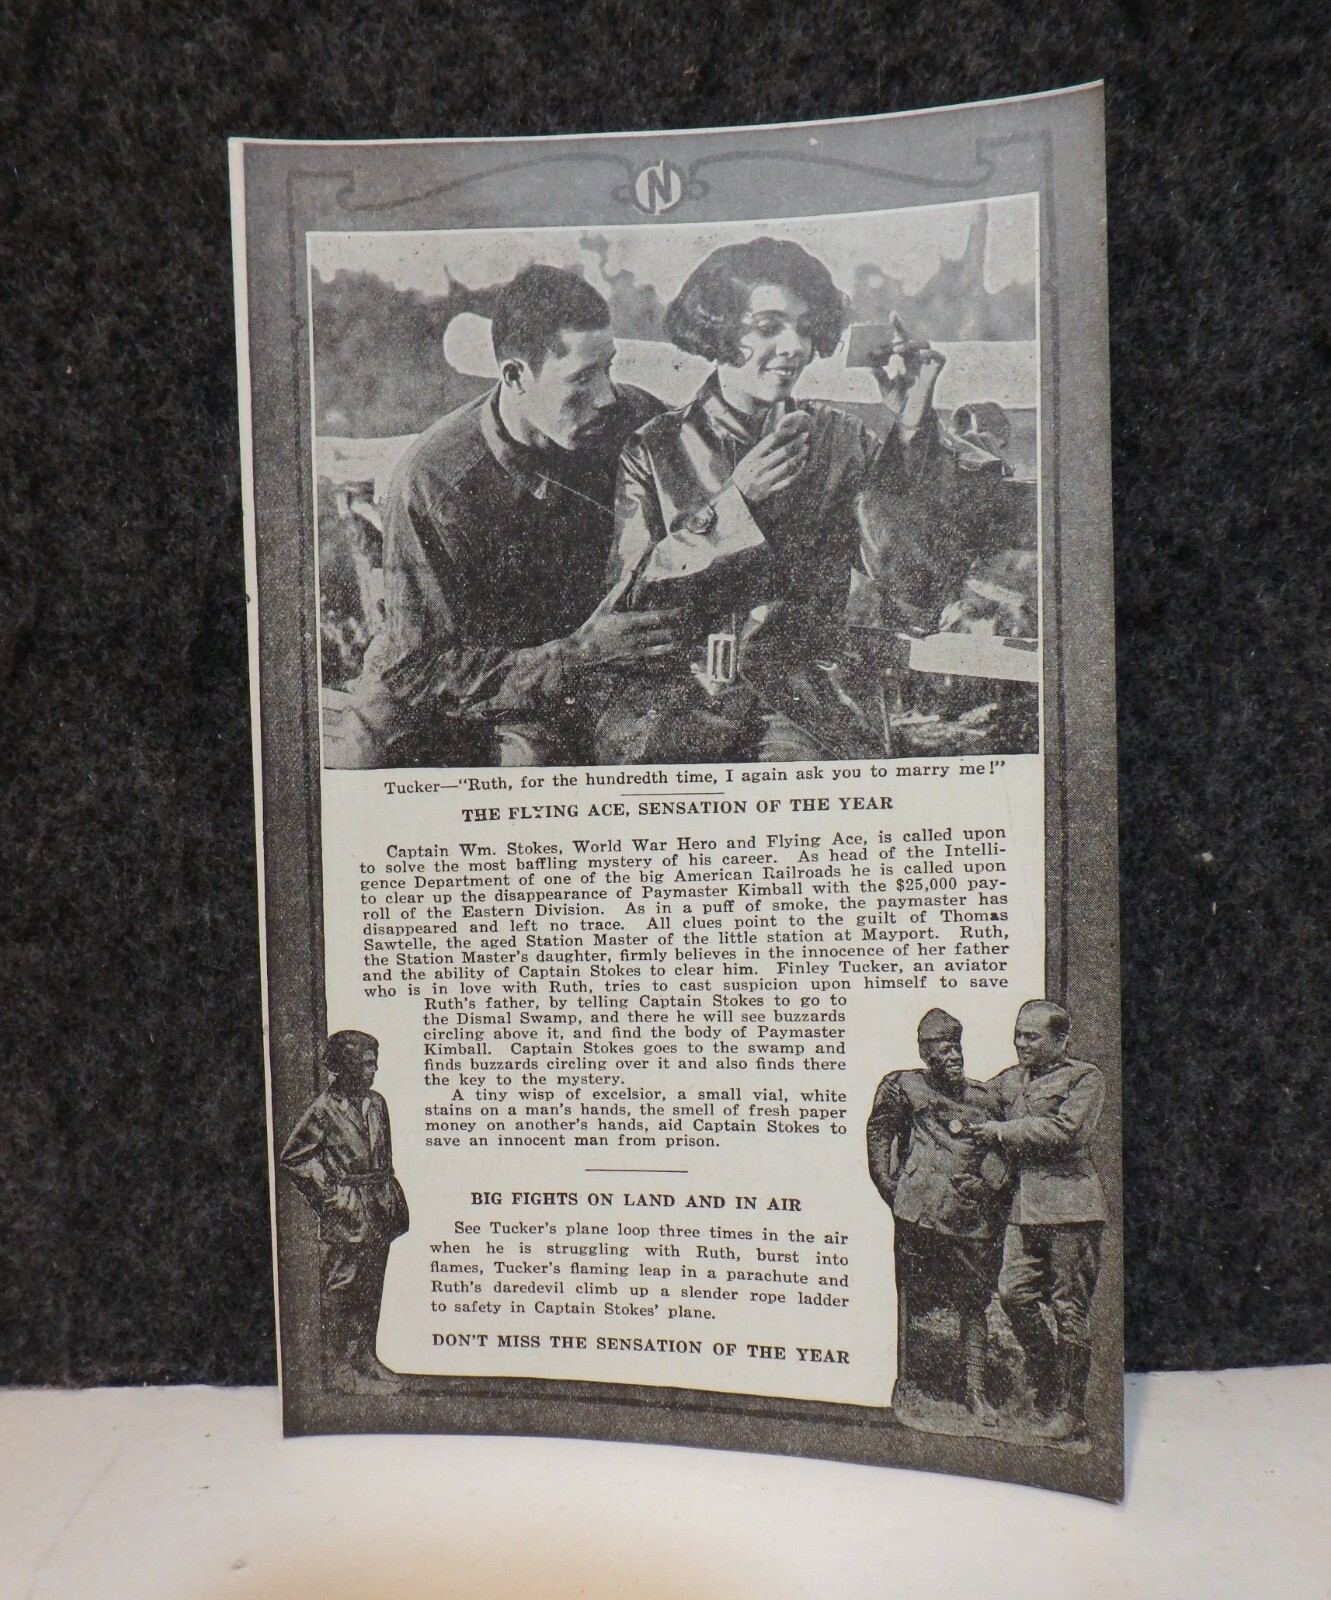 N
Tucker—"Ruth, for the hundredth time, I again ask you to marry me!"
THE FLYING ACE, SENSATION OF THE YEAR
Captain Wm. Stokes, World War Hero and Flying Ace, is called upon
to solve the most baffling mystery of his career. As head of the Intelli-
gence Department of one of the big American Railroads he is called upon
to clear up the disappearance of Paymaster Kimball with the $25,000 pay-
roll of the Eastern Division. As in a puff of smoke, the paymaster has
disappeared and left no trace. All clues point to the guilt of Thomas
Sawtelle, the aged Station Master of the little station at Mayport. Ruth,
the Station Master's daughter, firmly believes in the innocence of her father
and the ability of Captain Stokes to clear him. Finley Tucker, an aviator
who is in love with Ruth, tries to cast suspicion upon himself to save
Ruth's father, by telling Captain Stokes to go to
the Dismal Swamp, and there he will see buzzards
circling above it, and find the body of Paymaster
Kimball. Captain Stokes goes to the swamp and
finds buzzards circling over it and also finds there
the key to the mystery.
A tiny wisp of excelsior, a small vial, white
stains on a man's hands, the smell of fresh paper
money on another's hands, aid Captain Stokes to
save an innocent man from prison.
BIG FIGHTS ON LAND AND IN AIR
See Tucker's plane loop three times in the air
when he is struggling with Ruth, burst into
flames, Tucker's flaming leap in a parachute and
Ruth's daredevil climb up a slender rope ladder
to safety in Captain Stokes' plane.
DON'T MISS THE SENSATION OF THE YEAR